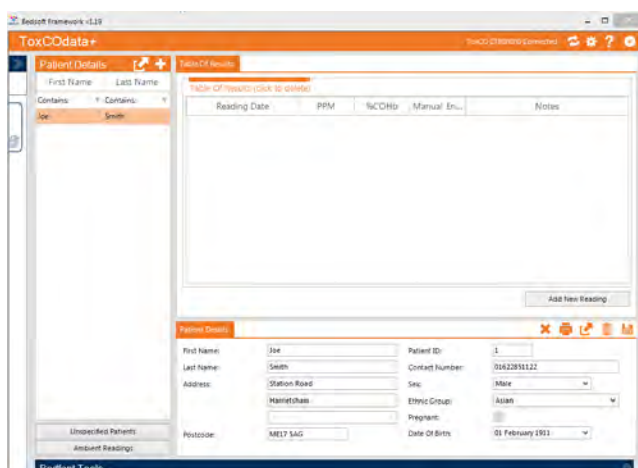 Bedsoft Framework v1.19
ToxCOdata+
Connected
Patient Details
First Name Last Name
Contains: Contains:
Joe Smith
Unspecified Patients
Ambient Readings
Table Of Results
Table Of Results (click to delete)
Reading Date PPM %COHb Manual En... Notes
Add New Reading
Patient Details
First Name: Joe Patient ID: 1
Last Name: Smith Contact Number: 01622851122
Address: Station Road Sex: Male
Harrietsham Ethnic Group: Asian
Pregnant:
Postcode: ME17 5AG Date Of Birth: 01 February 1911